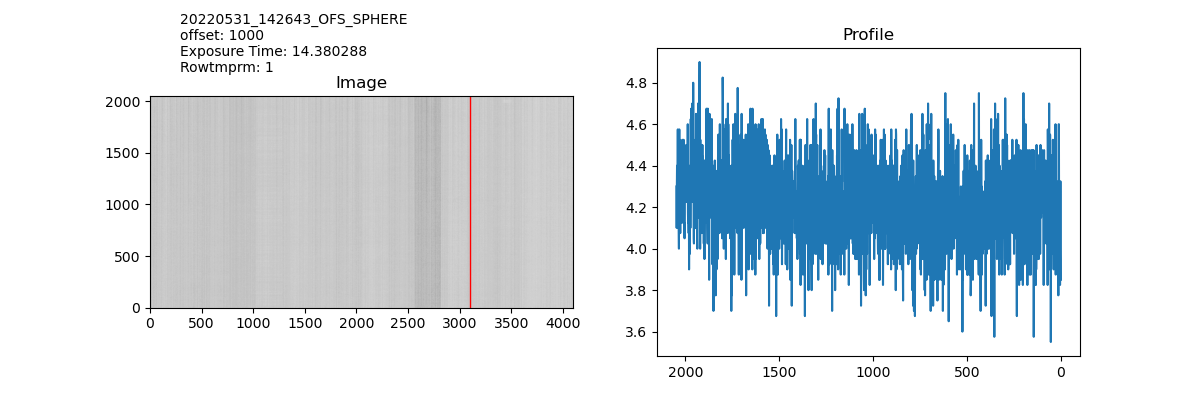 20220531_142643_OFS_SPHERE
offset: 1000
Exposure Time: 14.380288
Rowtmprm: 1
Image
2000
1500
1000
500
0
0 500 1000 1500 2000 2500 3000 3500 4000
Profile
4.8
4.6
4.4
4.2
4.0
3.8
3.6
2000 1500 1000 500 0